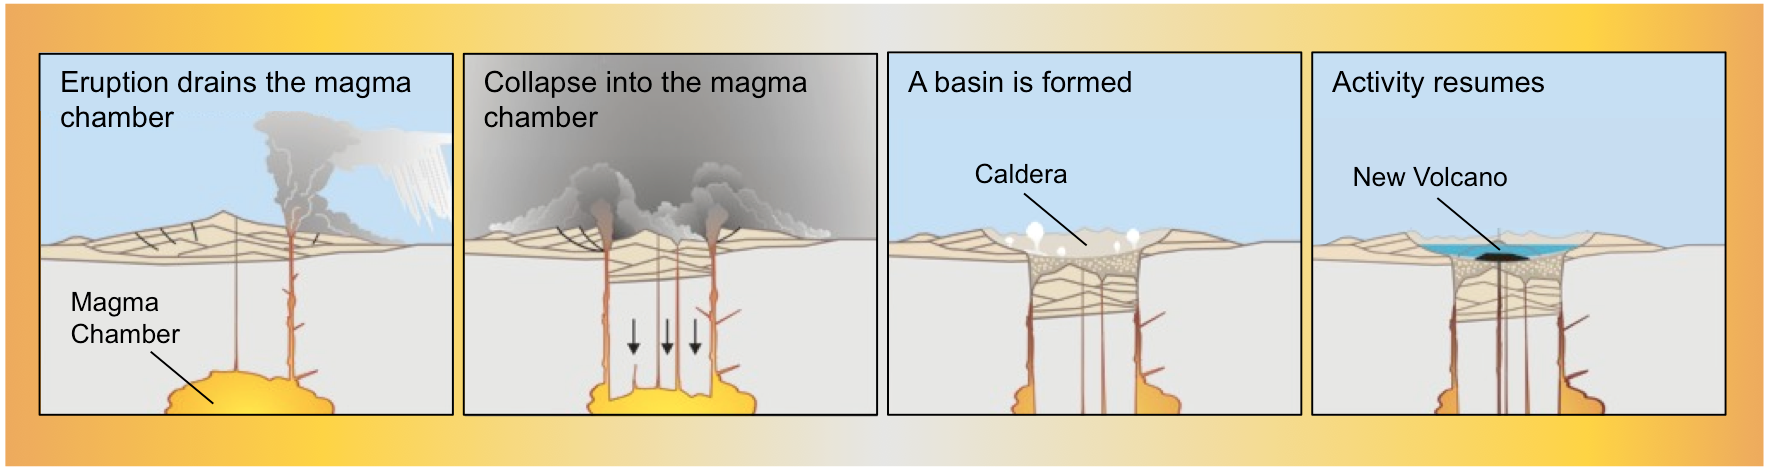 Eruption drains the magma
chamber
Magma
Chamber
Collapse into the magma
chamber
A basin is formed
Caldera
Activity resumes
New Volcano